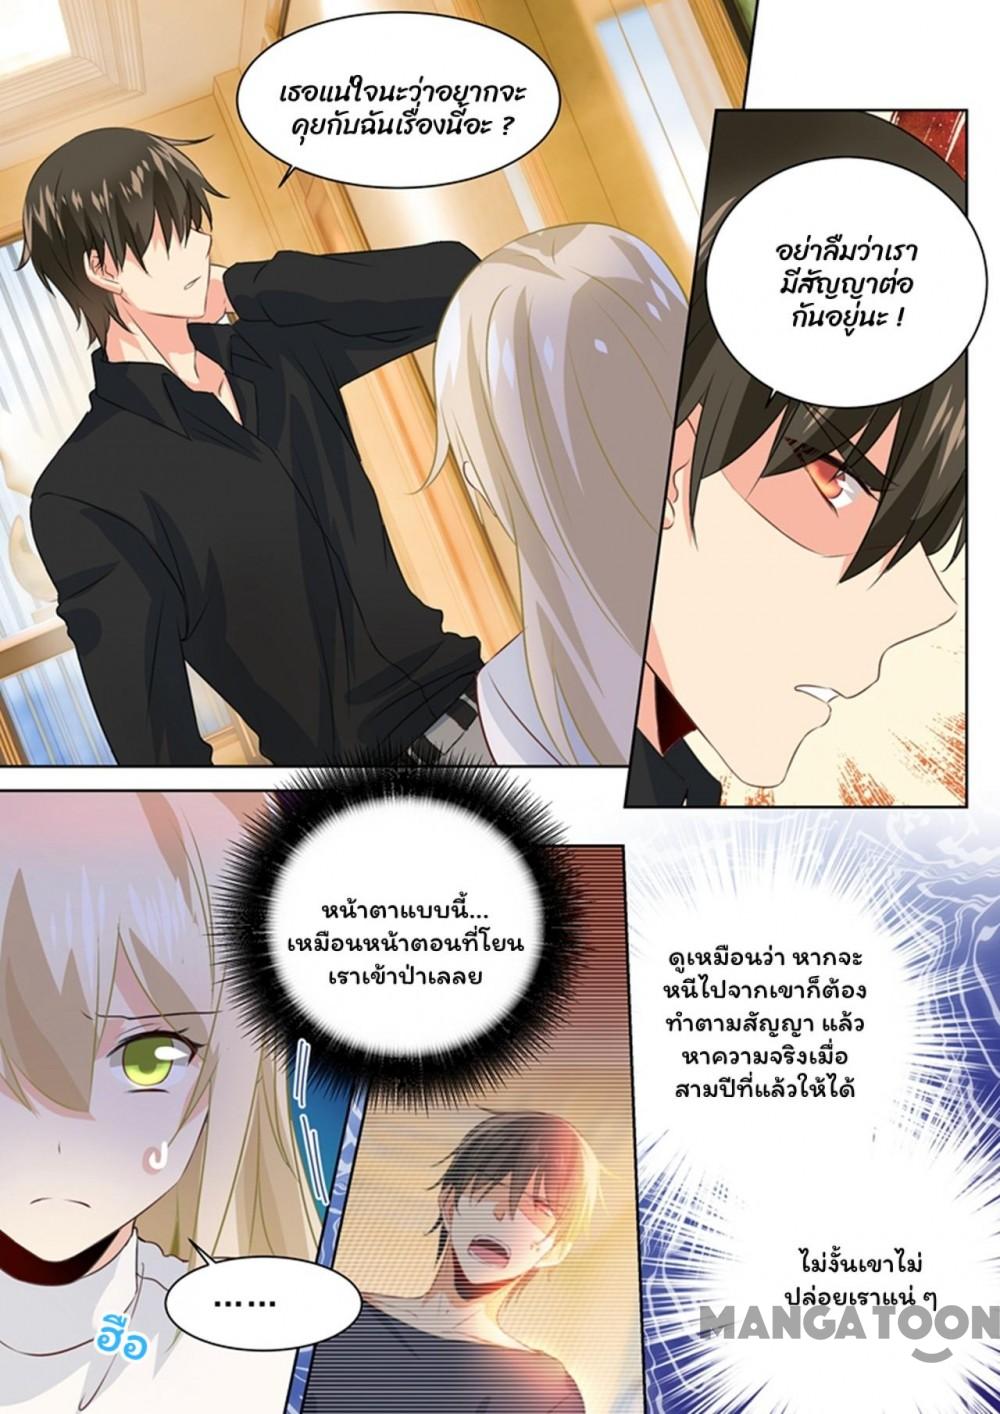 เธอแน่ใจนะว่าอยากจะ
คุยกับฉันเรื่องนี้อะ ?
อย่าลืมว่าเรา
มีสัญญาต่อ
กันอยู่นะ !
หน้าตาแบบนี้...
เหมือนหน้าตอนที่โยน
เราเข้าป่าเลลย
ดูเหมือนว่า หากจะ
หนีไปจากเขาก็ต้อง
ทำตามสัญญา แล้ว
หาความจริงเมื่อ
สามปีที่แล้วให้ได้
......
ฮือ
ไม่งั้นเขาไม่
ปล่อยเราแน่ ๆ
MANGATOON